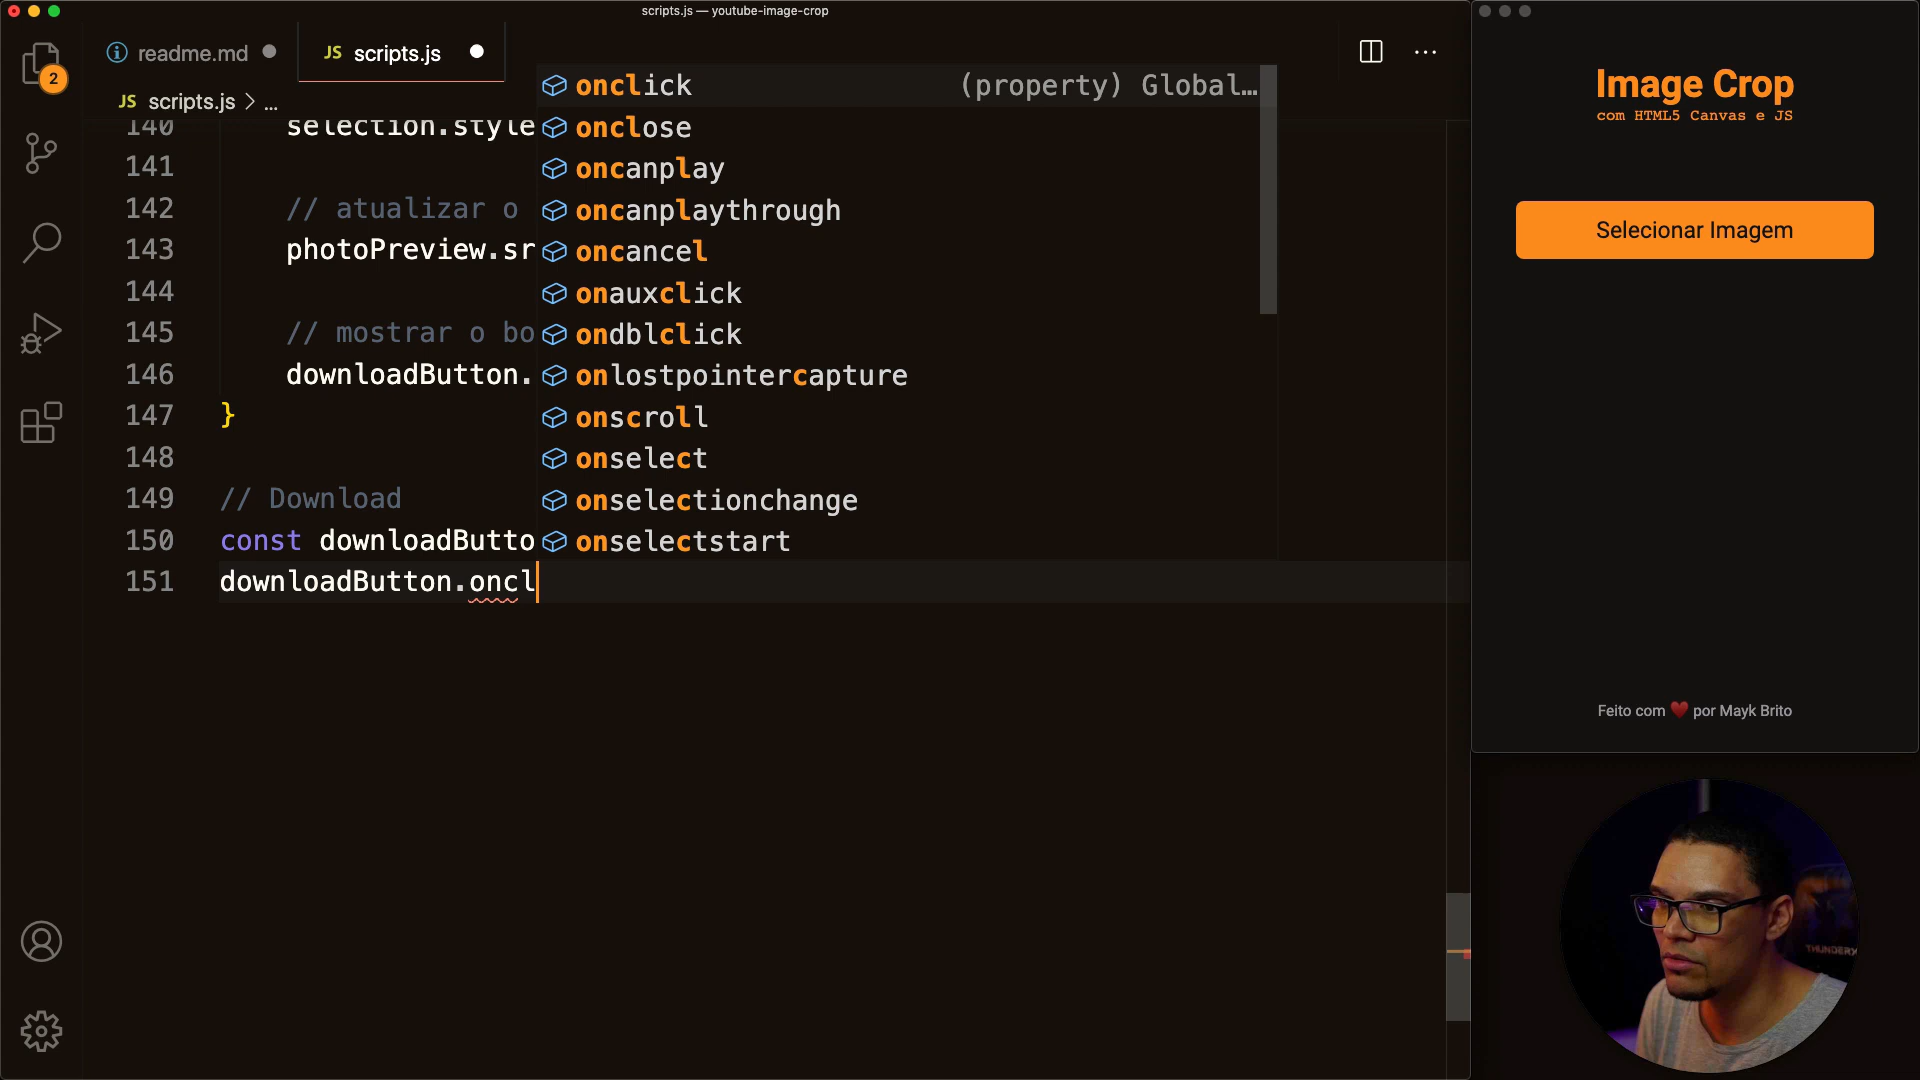 scripts.js — youtube-image-crop
readme.md
JS scripts.js
JS scripts.js > ...
2
140 selection.style
141
142 // atualizar o
143 photoPreview.sr
144
145 // mostrar o bo
146 downloadButton.
147 }
148
149 // Download
150 const downloadButto
151 downloadButton.oncl
onclick (property) Global…
onclose
oncanplay
oncanplaythrough
oncancel
onauxclick
ondblclick
onlostpointercapture
onscroll
onselect
onselectionchange
onselectstart
Image Crop
com HTML5 Canvas e JS
Selecionar Imagem
Feito com ❤️ por Mayk Brito